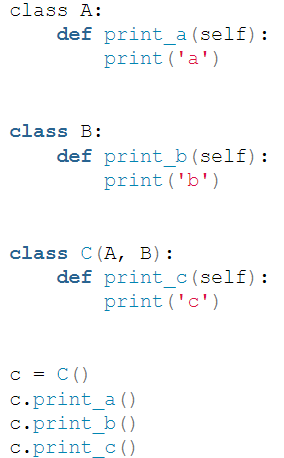 class A:
    def print_a(self):
        print('a')


class B:
    def print_b(self):
        print('b')


class C(A, B):
    def print_c(self):
        print('c')


c = C()
c.print_a()
c.print_b()
c.print_c()